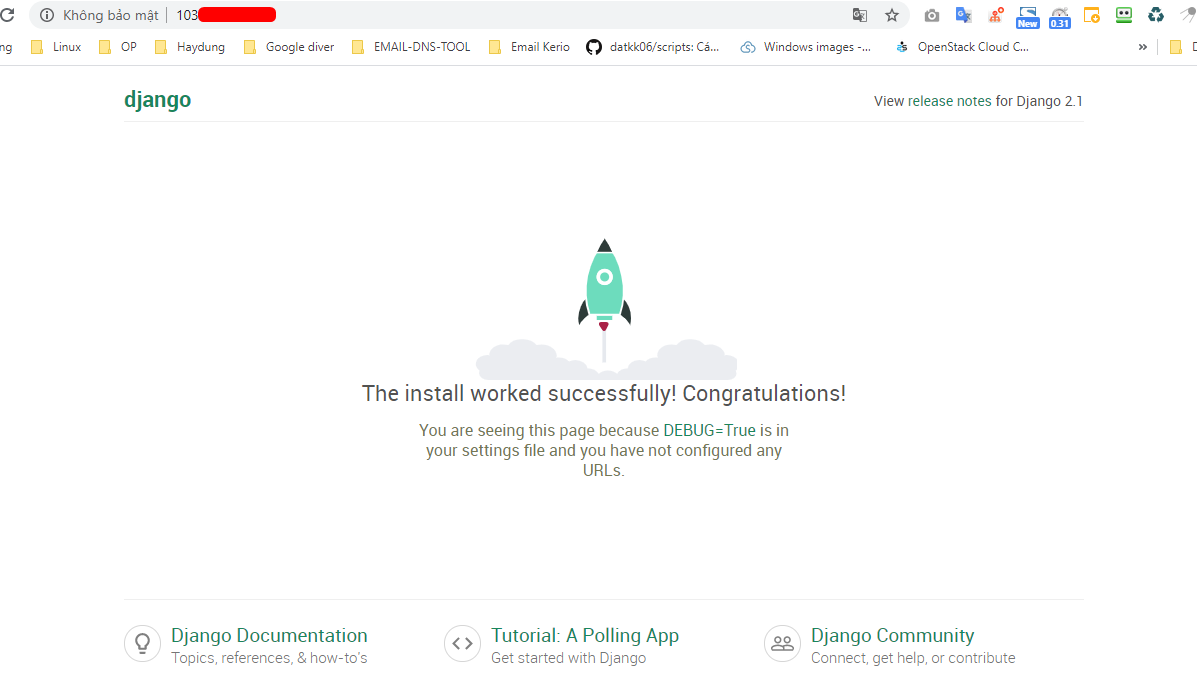 Không bảo mật 103
New
0.31
ng Linux OP Haydung Google diver EMAIL-DNS-TOOL Email Kerio datkk06/scripts: Cá... Windows images -... OpenStack Cloud C... » D
django View release notes for Django 2.1
The install worked successfully! Congratulations!
You are seeing this page because DEBUG=True is in
your settings file and you have not configured any
URLs.
Django Documentation
Topics, references, & how-to's
Tutorial: A Polling App
Get started with Django
Django Community
Connect, get help, or contribute